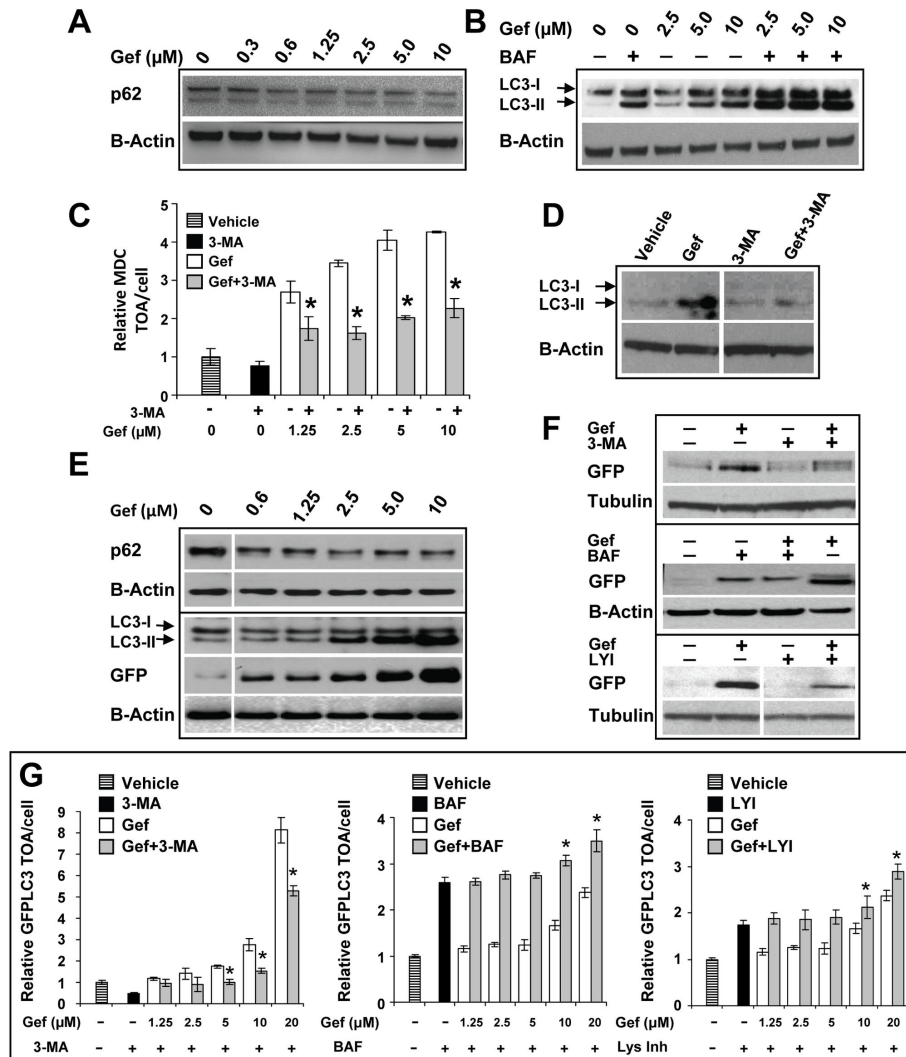 A
Gef (µM) 0 0.3 0.6 1.25 2.5 5.0 10
p62
B-Actin
B
Gef (µM) 0 0 2.5 5.0 10 2.5 5.0 10
BAF − + − − − + + +
LC3-I
LC3-II
B-Actin
C
Vehicle
3-MA
Gef
Gef+3-MA
Relative MDC
TOA/cell
5
4
3
2
1
0
* * * *
3-MA - + - + - + - + - +
Gef (µM) 0 0 1.25 2.5 5 10
D
Vehicle Gef 3-MA Gef+3-MA
LC3-I
LC3-II
B-Actin
E
Gef (µM) 0 0.6 1.25 2.5 5.0 10
p62
B-Actin
LC3-I
LC3-II
GFP
B-Actin
F
Gef − + − +
3-MA − − + +
GFP
Tubulin
Gef − − + +
BAF − + + −
GFP
B-Actin
Gef − + − +
LYI − − + +
GFP
Tubulin
G
Vehicle
3-MA
Gef
Gef+3-MA
Relative GFPLC3 TOA/cell
9
8
7
6
5
4
3
2
1
0
* * *
Gef (µM) – – 1.25 2.5 5 10 20
3-MA – + + + + + +
Vehicle
BAF
Gef
Gef+BAF
Relative GFPLC3 TOA/cell
4
3
2
1
0
* *
Gef (µM) – – 1.25 2.5 5 10 20
BAF – + + + + + +
Vehicle
LYI
Gef
Gef+LYI
Relative GFPLC3 TOA/cell
4
3
2
1
0
* *
Gef (µM) – – 1.25 2.5 5 10 20
Lys Inh – + + + + + +